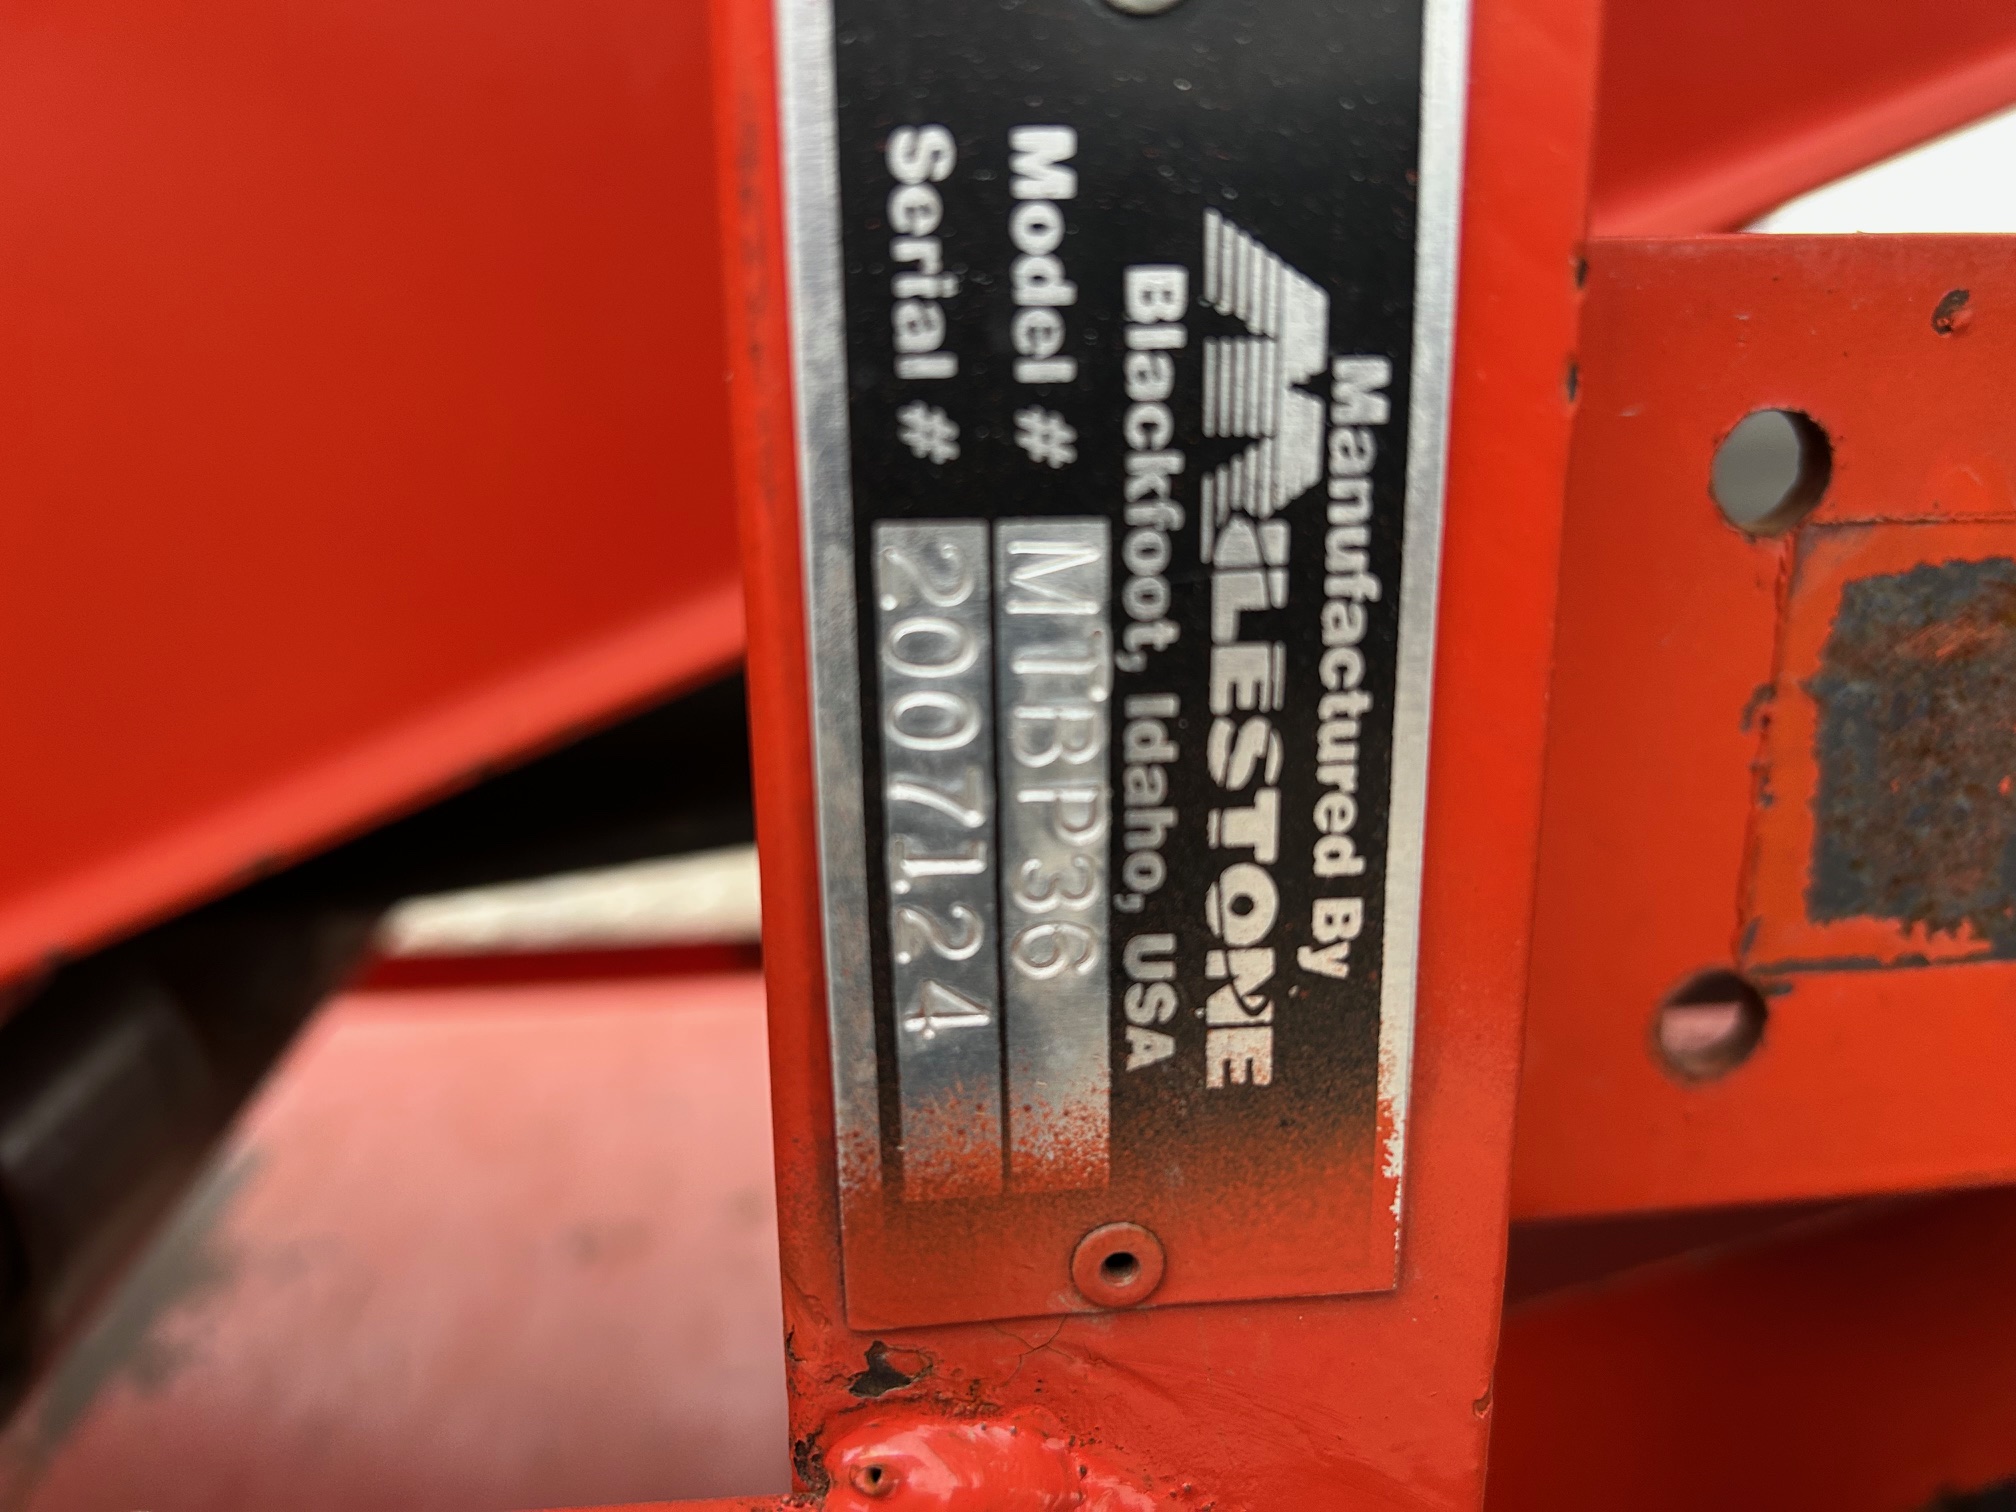 Manufactured By
MILESTONE
Blackfoot, Idaho, USA
Model # MTBP36
Serial # 2007124